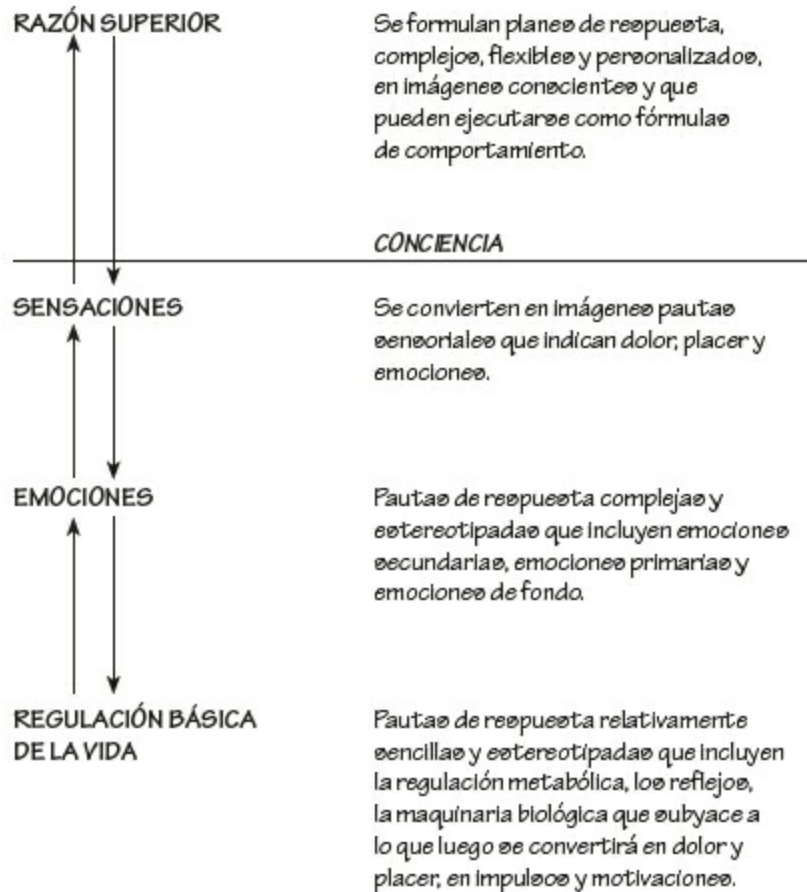 RAZÓN SUPERIOR
Se formulan planes de respuesta,
complejos, flexibles y personalizados,
en imágenes conscientes y que
pueden ejecutarse como fórmulas
de comportamiento.
CONCIENCIA
SENSACIONES
Se convierten en imágenes pautas
sensoriales que indican dolor, placer y
emociones.
EMOCIONES
Pautas de respuesta complejas y
estereotipadas que incluyen emociones
secundarias, emociones primarias y
emociones de fondo.
REGULACIÓN BÁSICA
DE LA VIDA
Pautas de respuesta relativamente
sencillas y estereotipadas que incluyen
la regulación metabólica, los reflejos,
la maquinaria biológica que subyace a
lo que luego se convertirá en dolor y
placer, en impulsos y motivaciones.